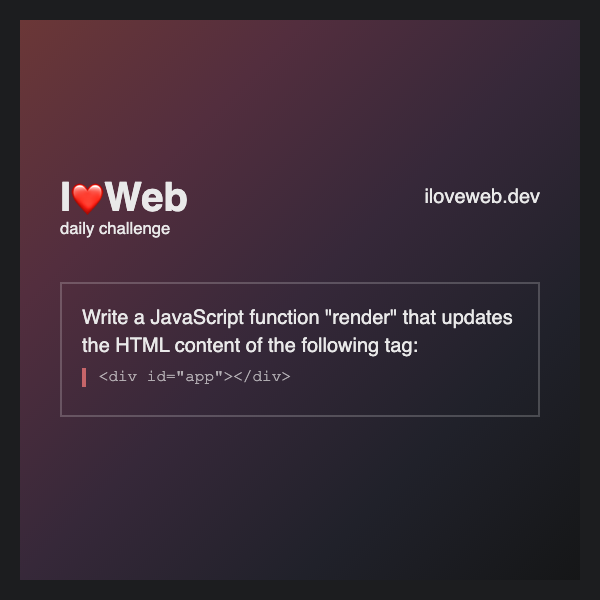 I❤️Web
iloveweb.dev
daily challenge
Write a JavaScript function "render" that updates
the HTML content of the following tag:
<div id="app"></div>